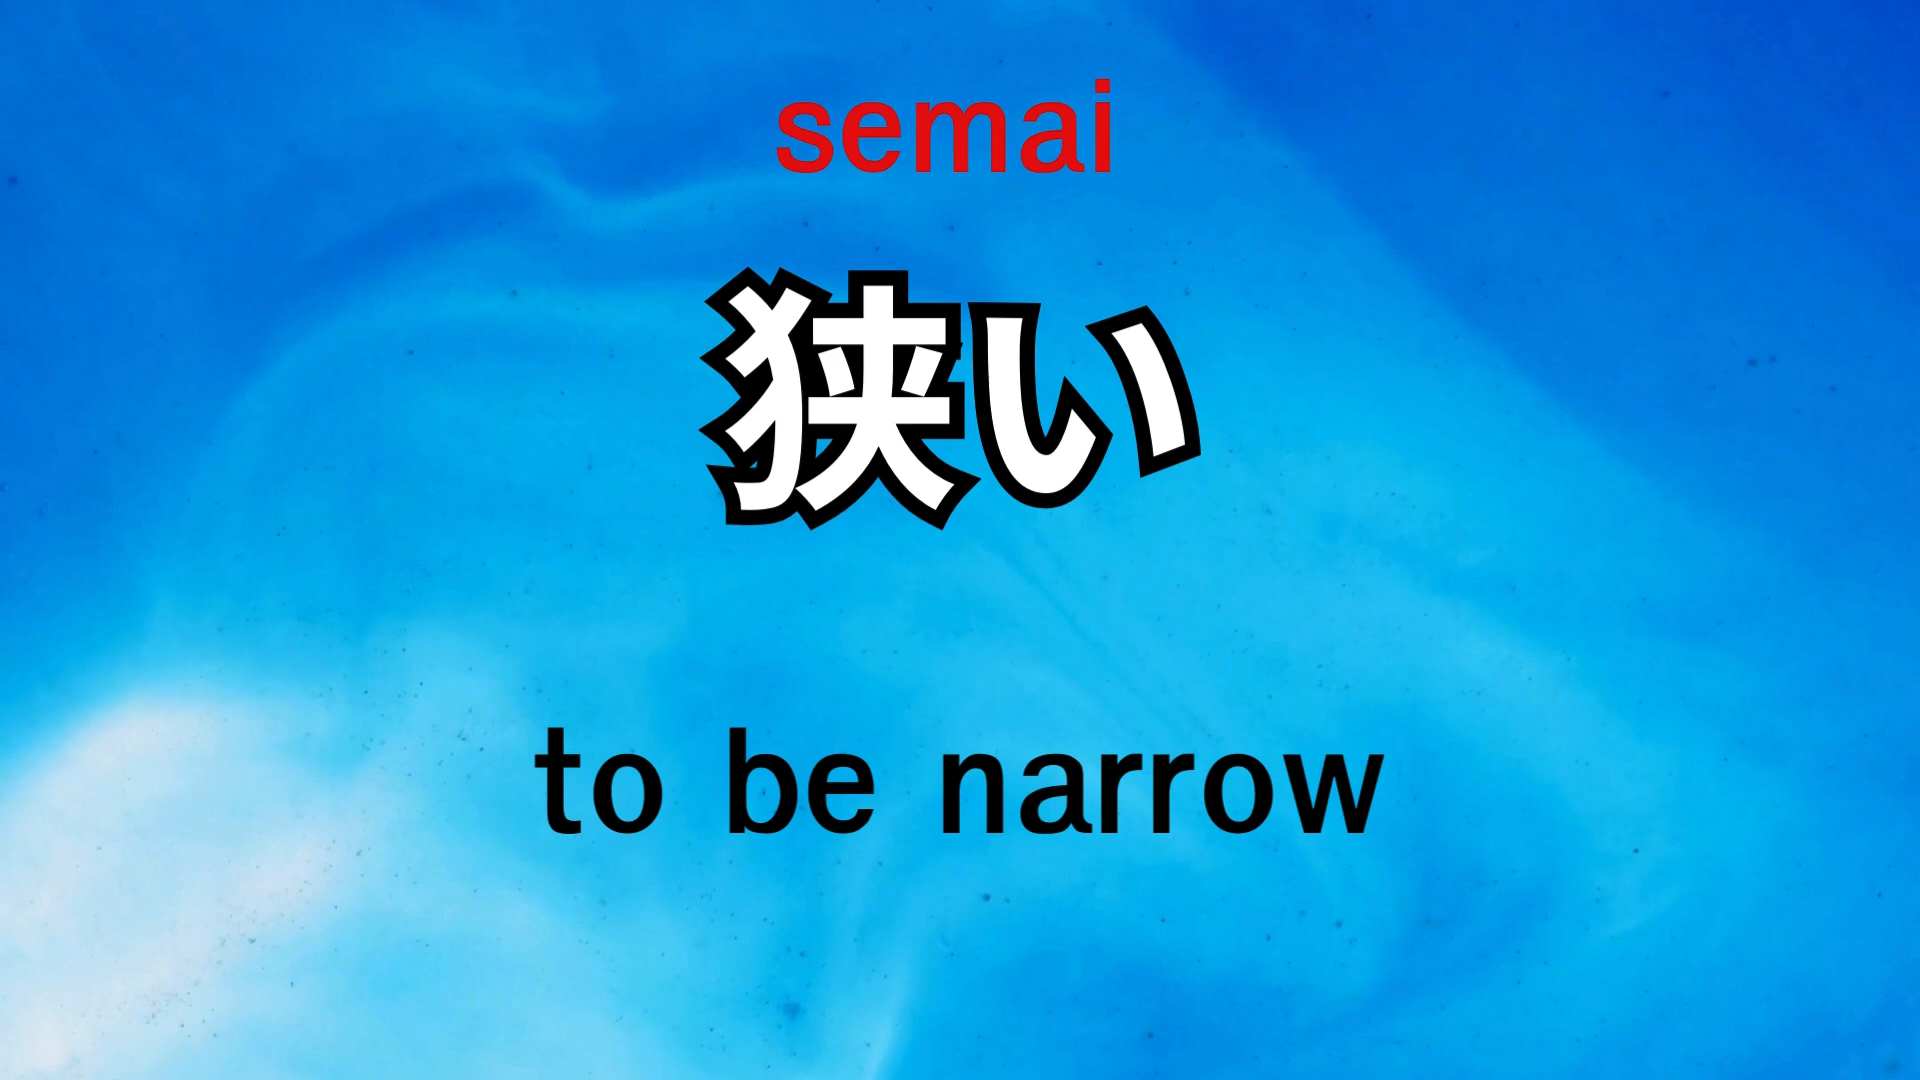 semai
狭い
to be narrow